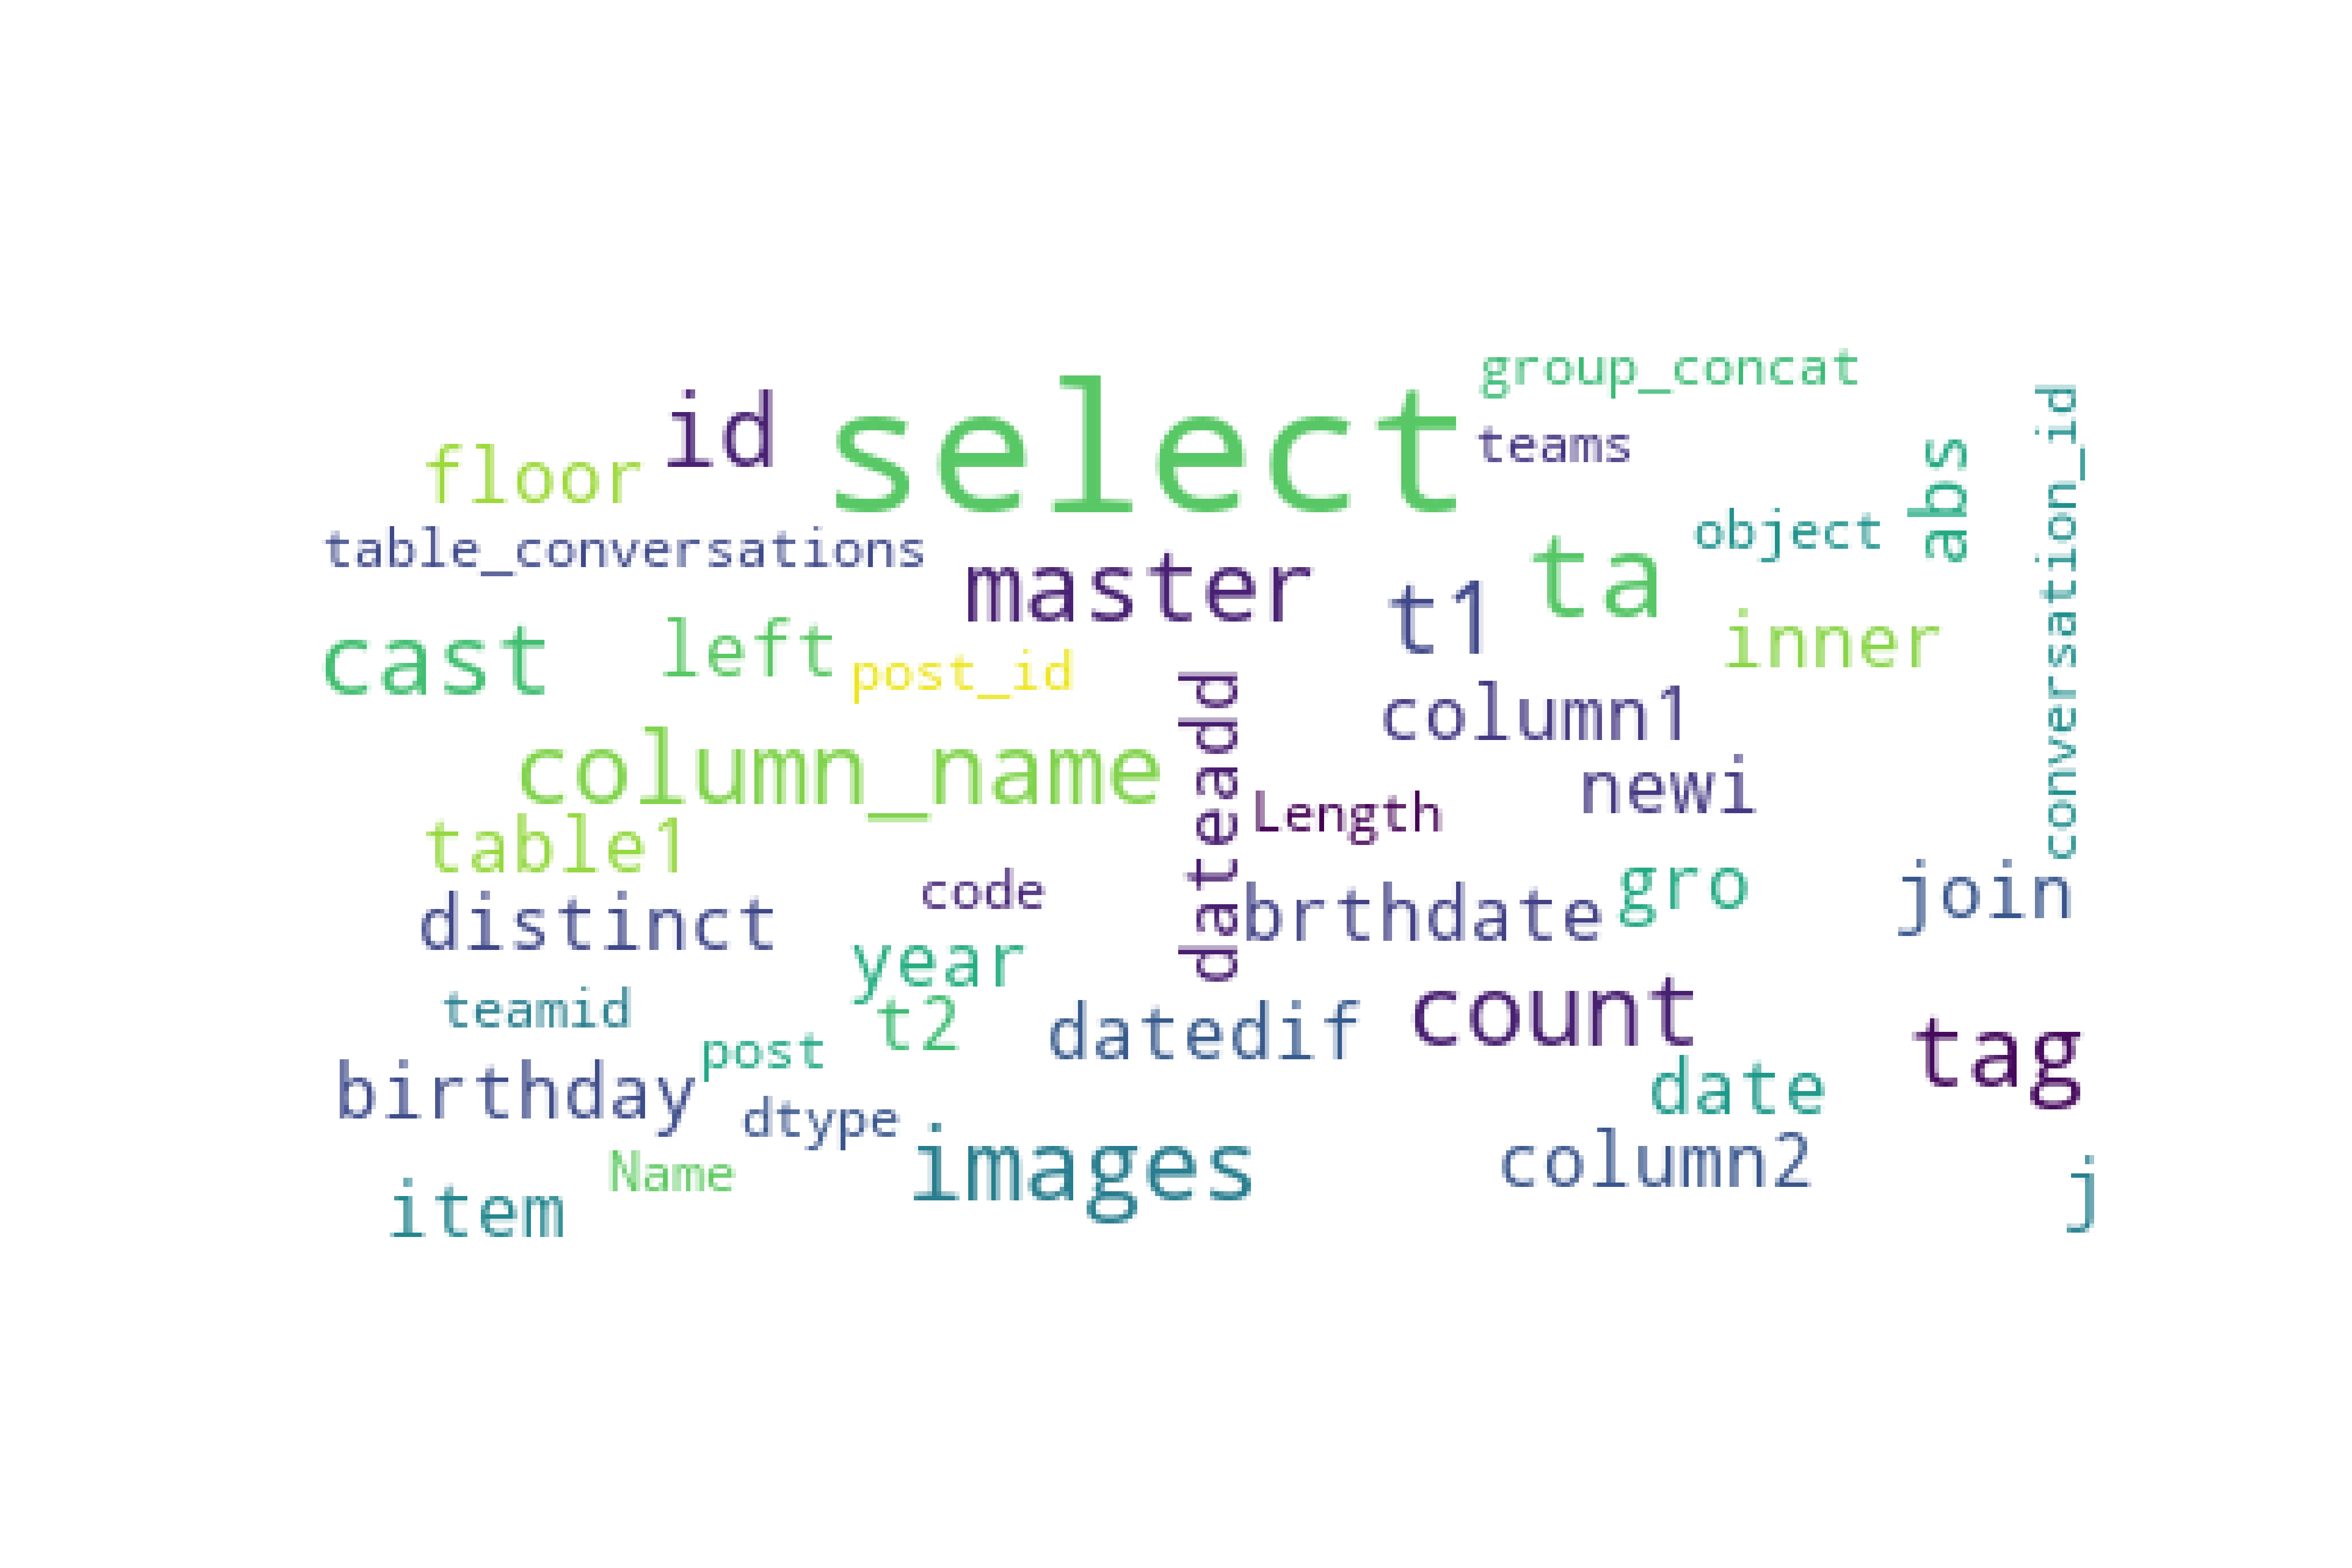 group_concat
id
select
teams
floor
abs
conversation_id
object
table_conversations
master
ta
t1
inner
cast
left
post_id
column1
dateadd
column_name
newi
Length
table1
code
gro
join
distinct
brthdate
year
teamid
t2
datedif
count
tag
post
birthday
date
dtype
Name
images
column2
item
j